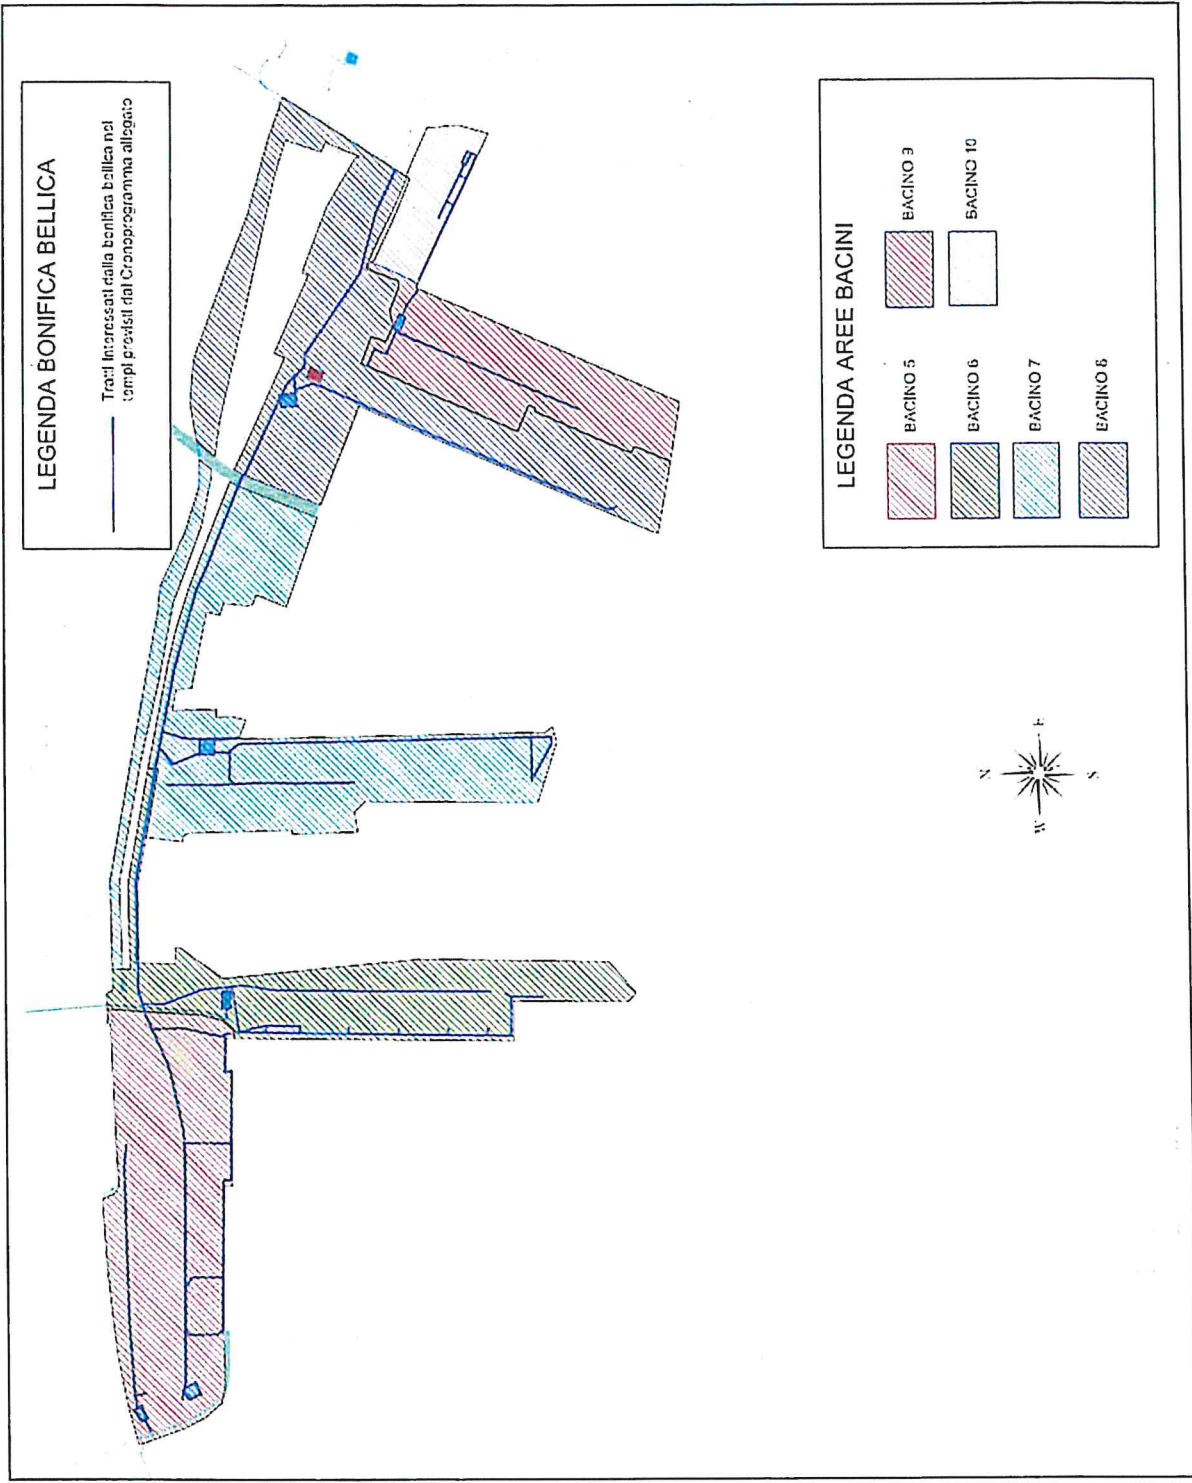 LEGENDA BONIFICA BELLICA
Tratti Interessati dalla bonifica bellica nei
tempi previsti dal Cronoprogramma allegato
LEGENDA AREE BACINI
BACINO 5
BACINO 6
BACINO 7
BACINO 8
BACINO 9
BACINO 10
N
E
S
W